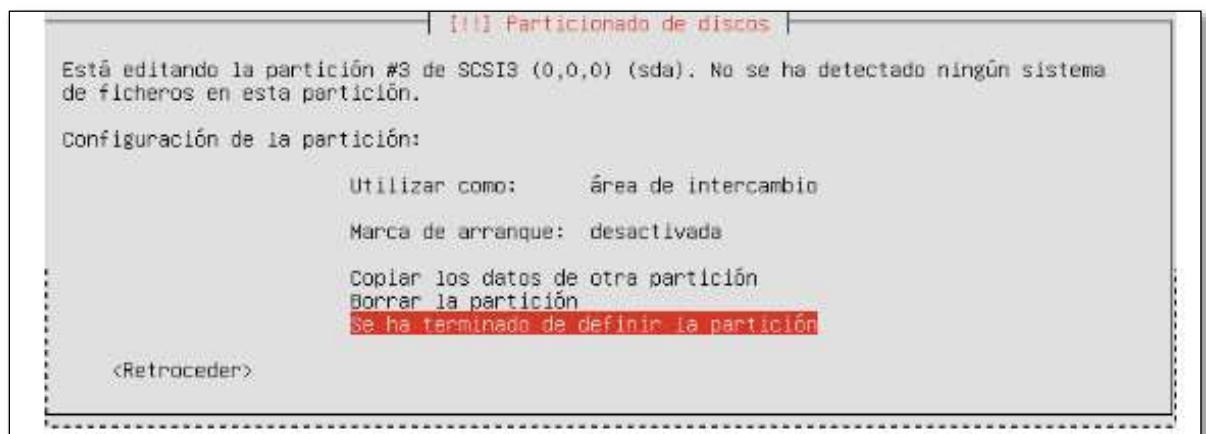 [!!] Particionado de discos
Está editando la partición #3 de SCSI3 (0,0,0) (sda). No se ha detectado ningún sistema
de ficheros en esta partición.
Configuración de la partición:
Utilizar como: área de intercambio
Marca de arranque: desactivada
Copiar los datos de otra partición
Borrar la partición
Se ha terminado de definir la partición
<Retroceder>